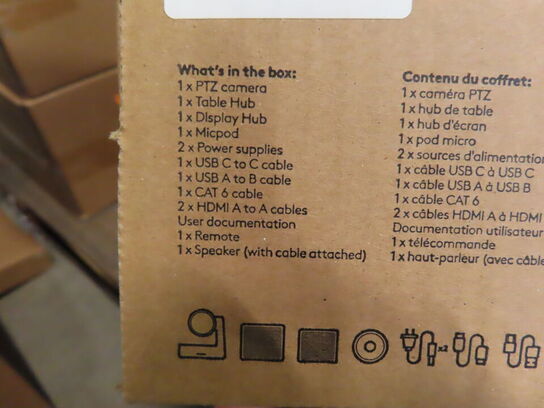 What's in the box:
1 x PTZ camera
1 x Table Hub
1 x DIsplay Hub
1 x Micpod
2 x Power supplies
1 x USB C to C cable
1 x USB A to B cable
1 x CAT 6 cable
2 x HDMI A to A cables
User documentation
1 x Remote
1 x Speaker (with cable attached)
Contenu du coffret:
1 x caméra PTZ
1 x hub de table
1 x hub d'écran
1 x pod micro
2 x sources d'alimentation
1 x câble USB C à USB C
1 x câble USB A à USB B
1 x câble CAT 6
2 x câbles HDMI A à HDMI
Documentation utilisateur
1 x télécommande
1 x haut-parleur (avec câble
x2